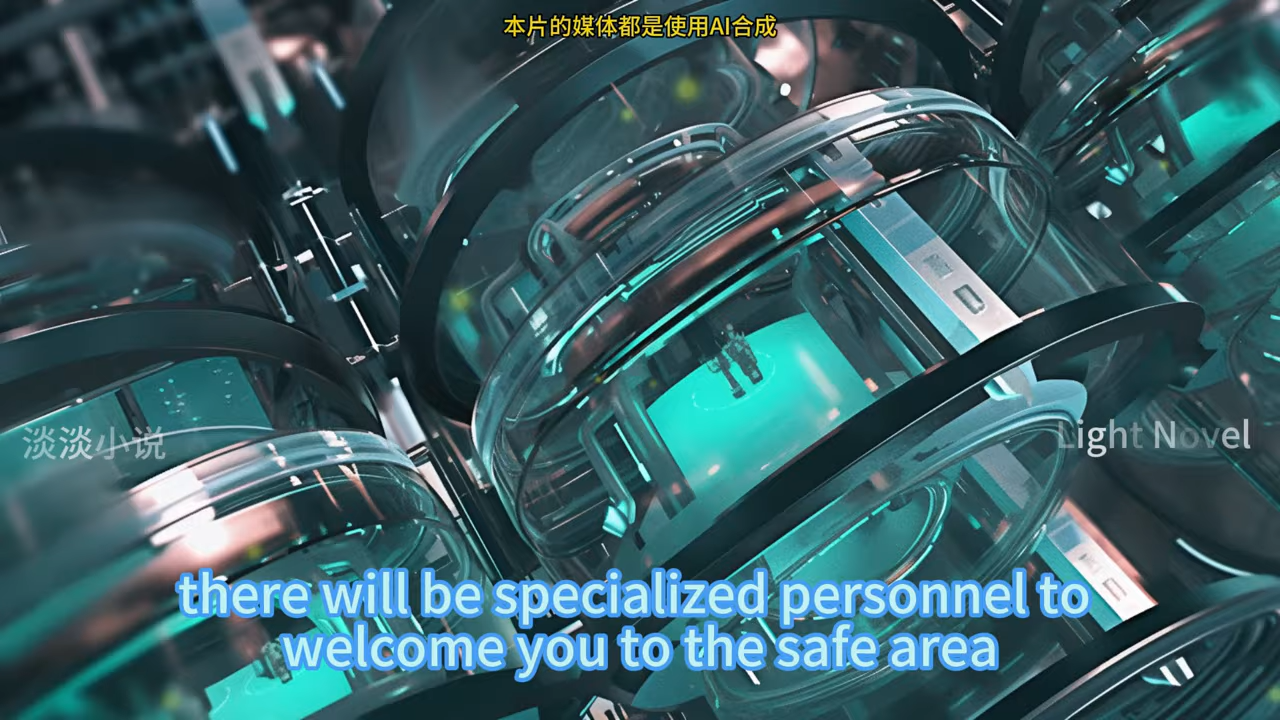 本片的媒体都是使用AI合成
淡淡小说
Light Novel
there will be specialized personnel to
welcome you to the safe area